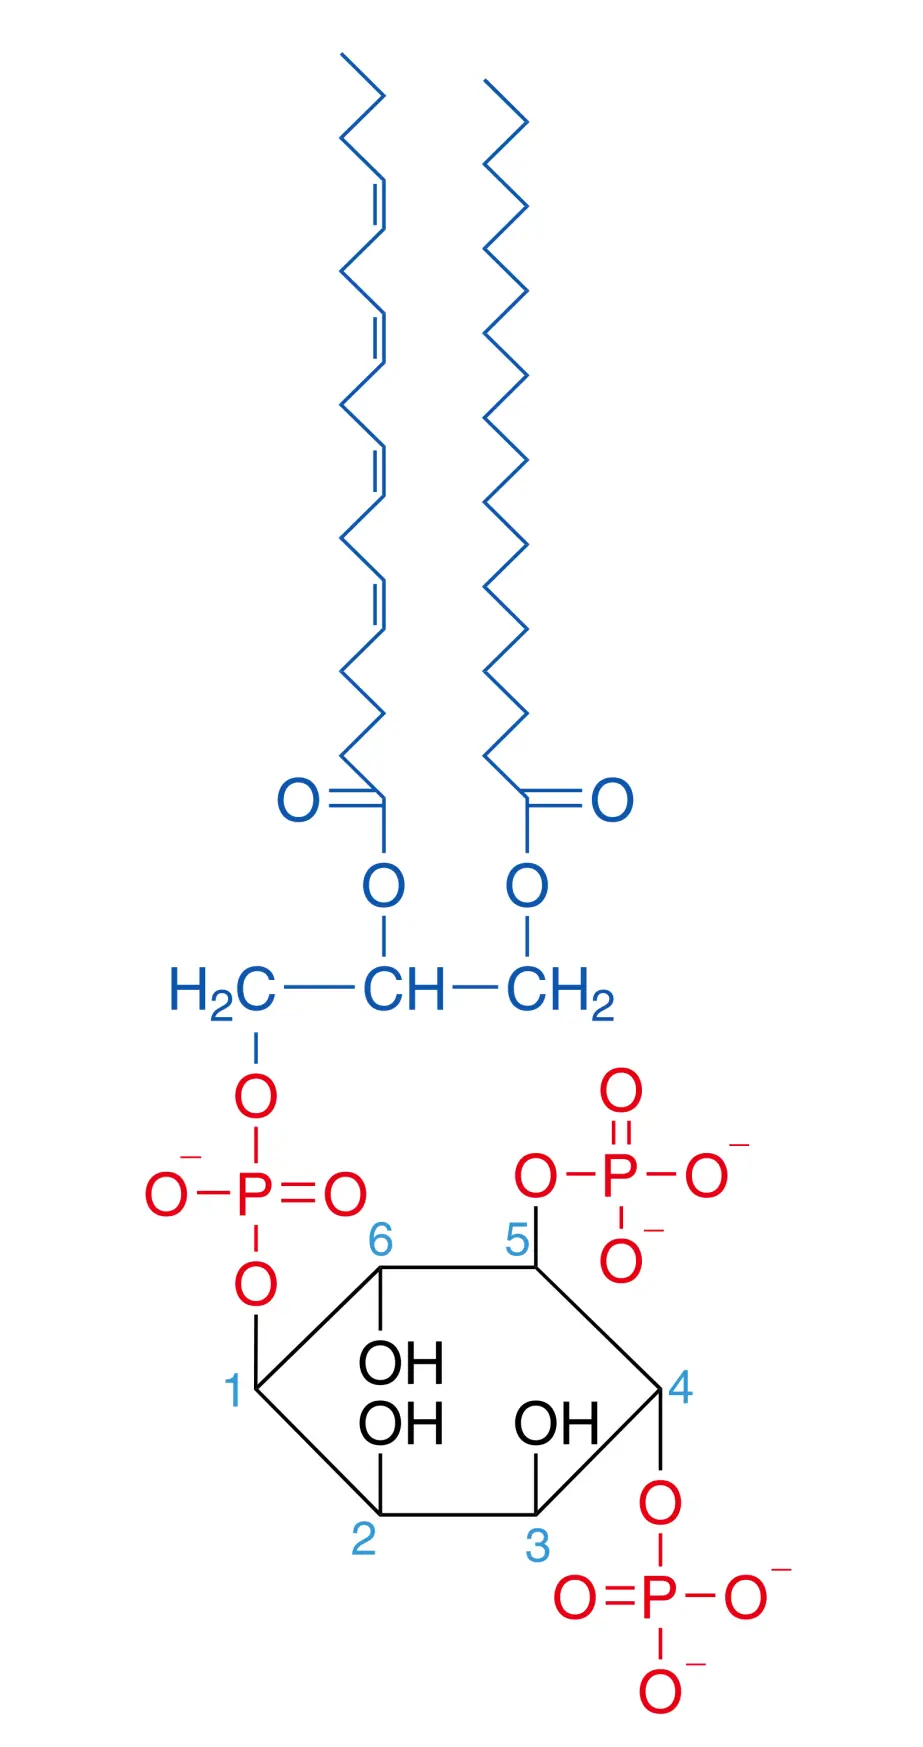 O O
O O
H2C CH CH2
O O
O− P O O P O−
6 5
O O−
OH
1 4
OH OH
2 3 O
O P O−
O−